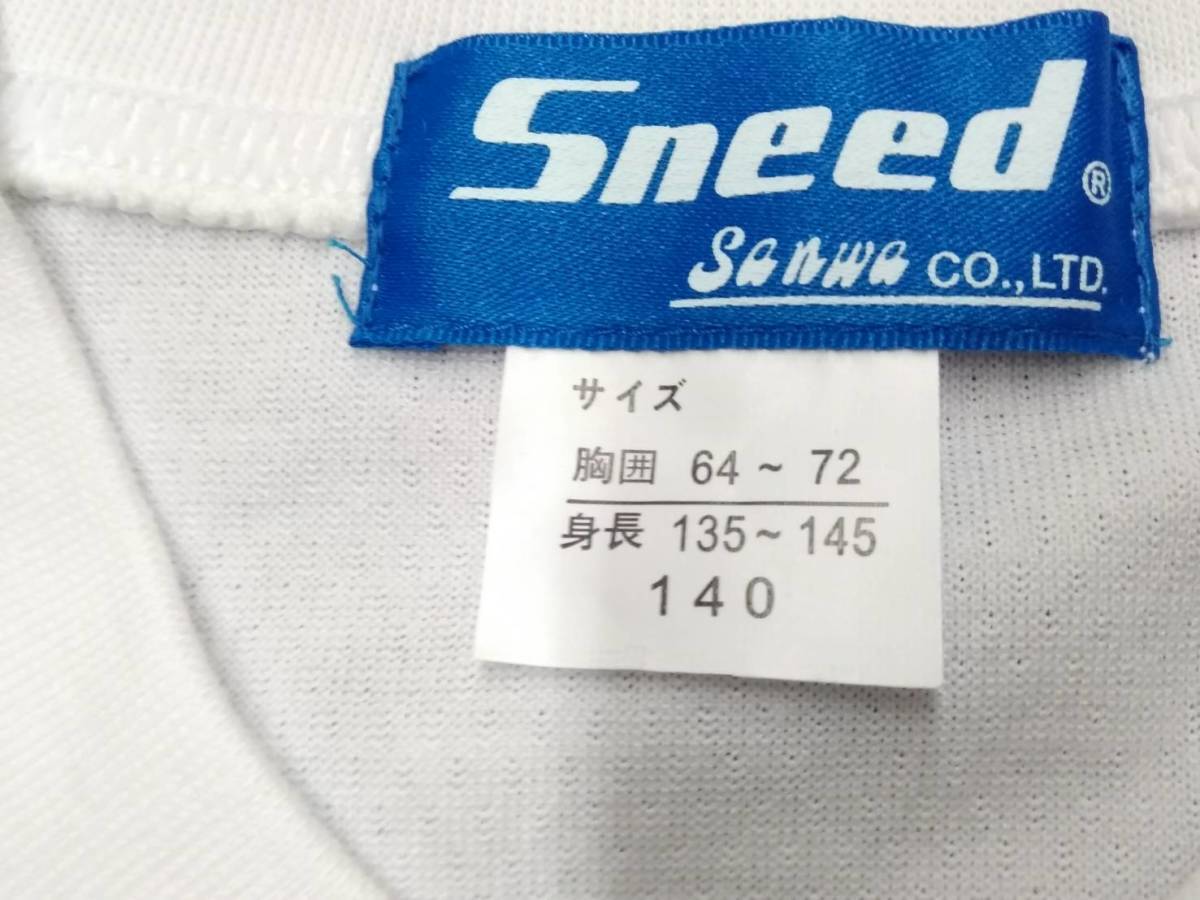 Sneed ®
Sanwa CO.,LTD.
サイズ
胸囲 64 ~ 72
身長 135 ~ 145
140